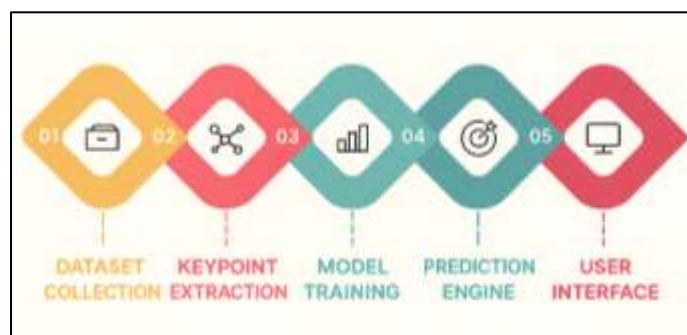 01 02 03 04 05
DATASET KEYPOINT MODEL PREDICTION USER
COLLECTION EXTRACTION TRAINING ENGINE INTERFACE